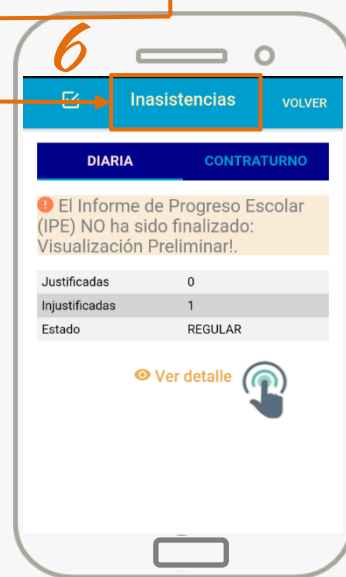 6
Inasistencias VOLVER
DIARIA CONTRATURNO
El Informe de Progreso Escolar
(IPE) NO ha sido finalizado:
Visualización Preliminar!.
Justificadas 0
Injustificadas 1
Estado REGULAR
Ver detalle